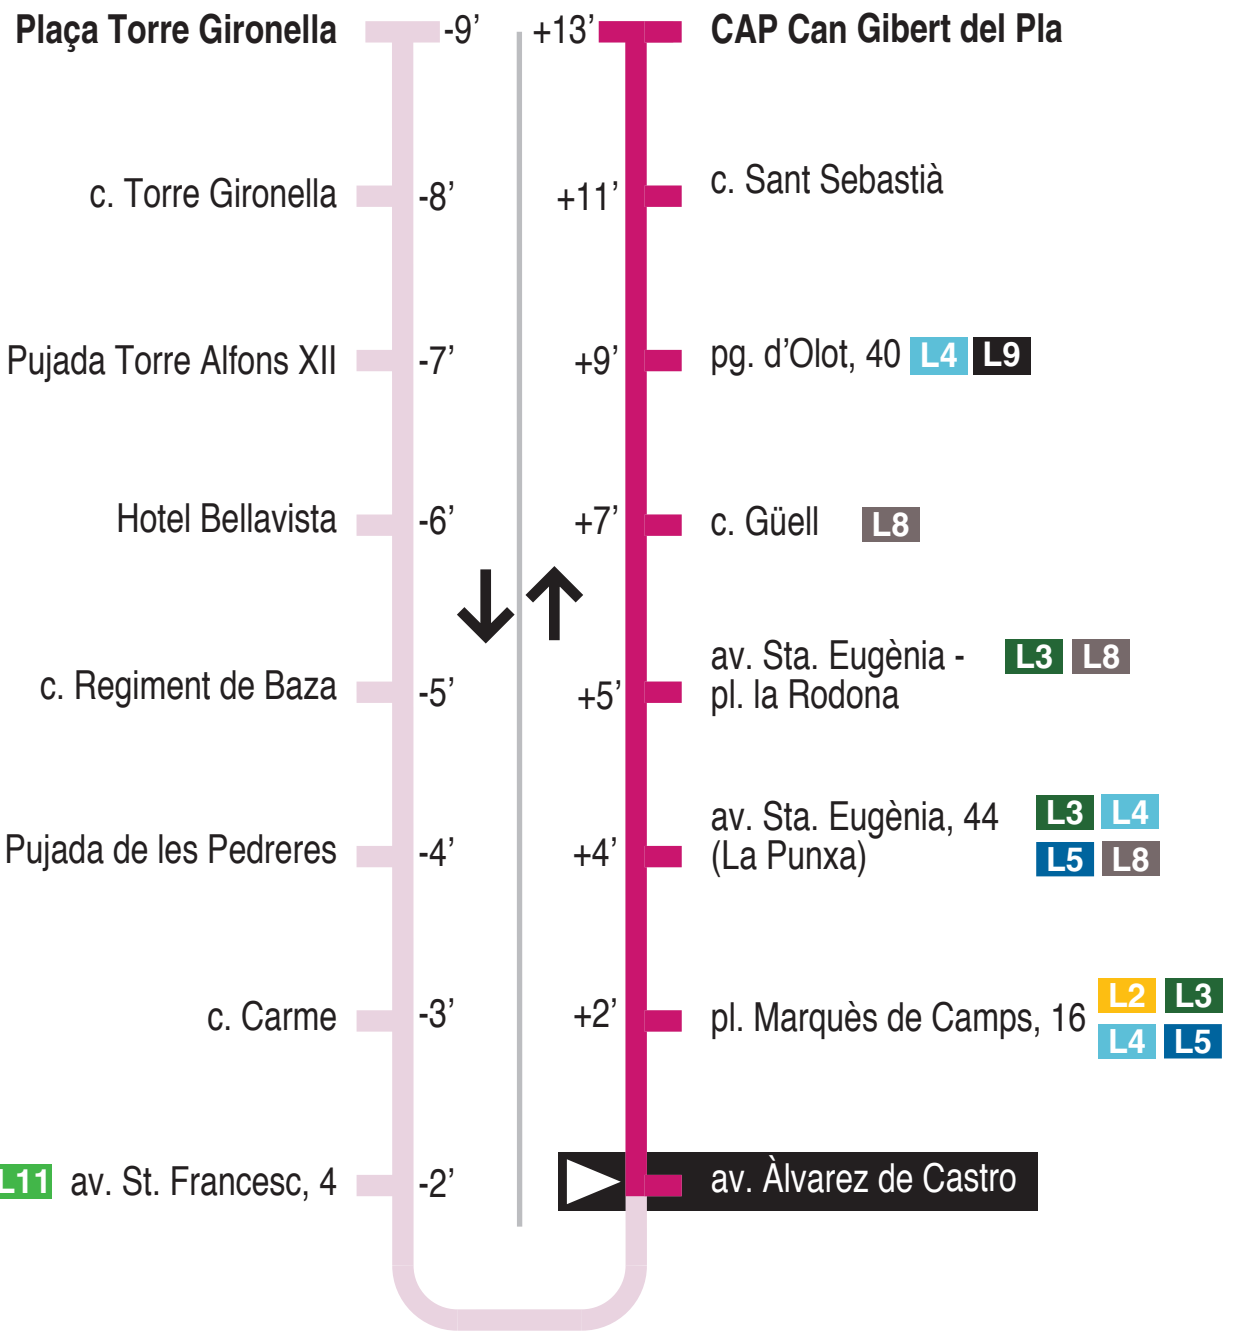 Plaça Torre Gironella -9’
c. Torre Gironella -8’
Pujada Torre Alfons XII -7’
Hotel Bellavista -6’
c. Regiment de Baza -5’
Pujada de les Pedreres -4’
c. Carme -3’
L11 av. St. Francesc, 4 -2’
+13’ CAP Can Gibert del Pla
+11’ c. Sant Sebastià
+9’ pg. d’Olot, 40 L4 L9
+7’ c. Güell L8
av. Sta. Eugènia - L3 L8
+5’ pl. la Rodona
av. Sta. Eugènia, 44 L3 L4
+4’ (La Punxa) L5 L8
+2’ pl. Marquès de Camps, 16 L2 L3
L4 L5
av. Àlvarez de Castro